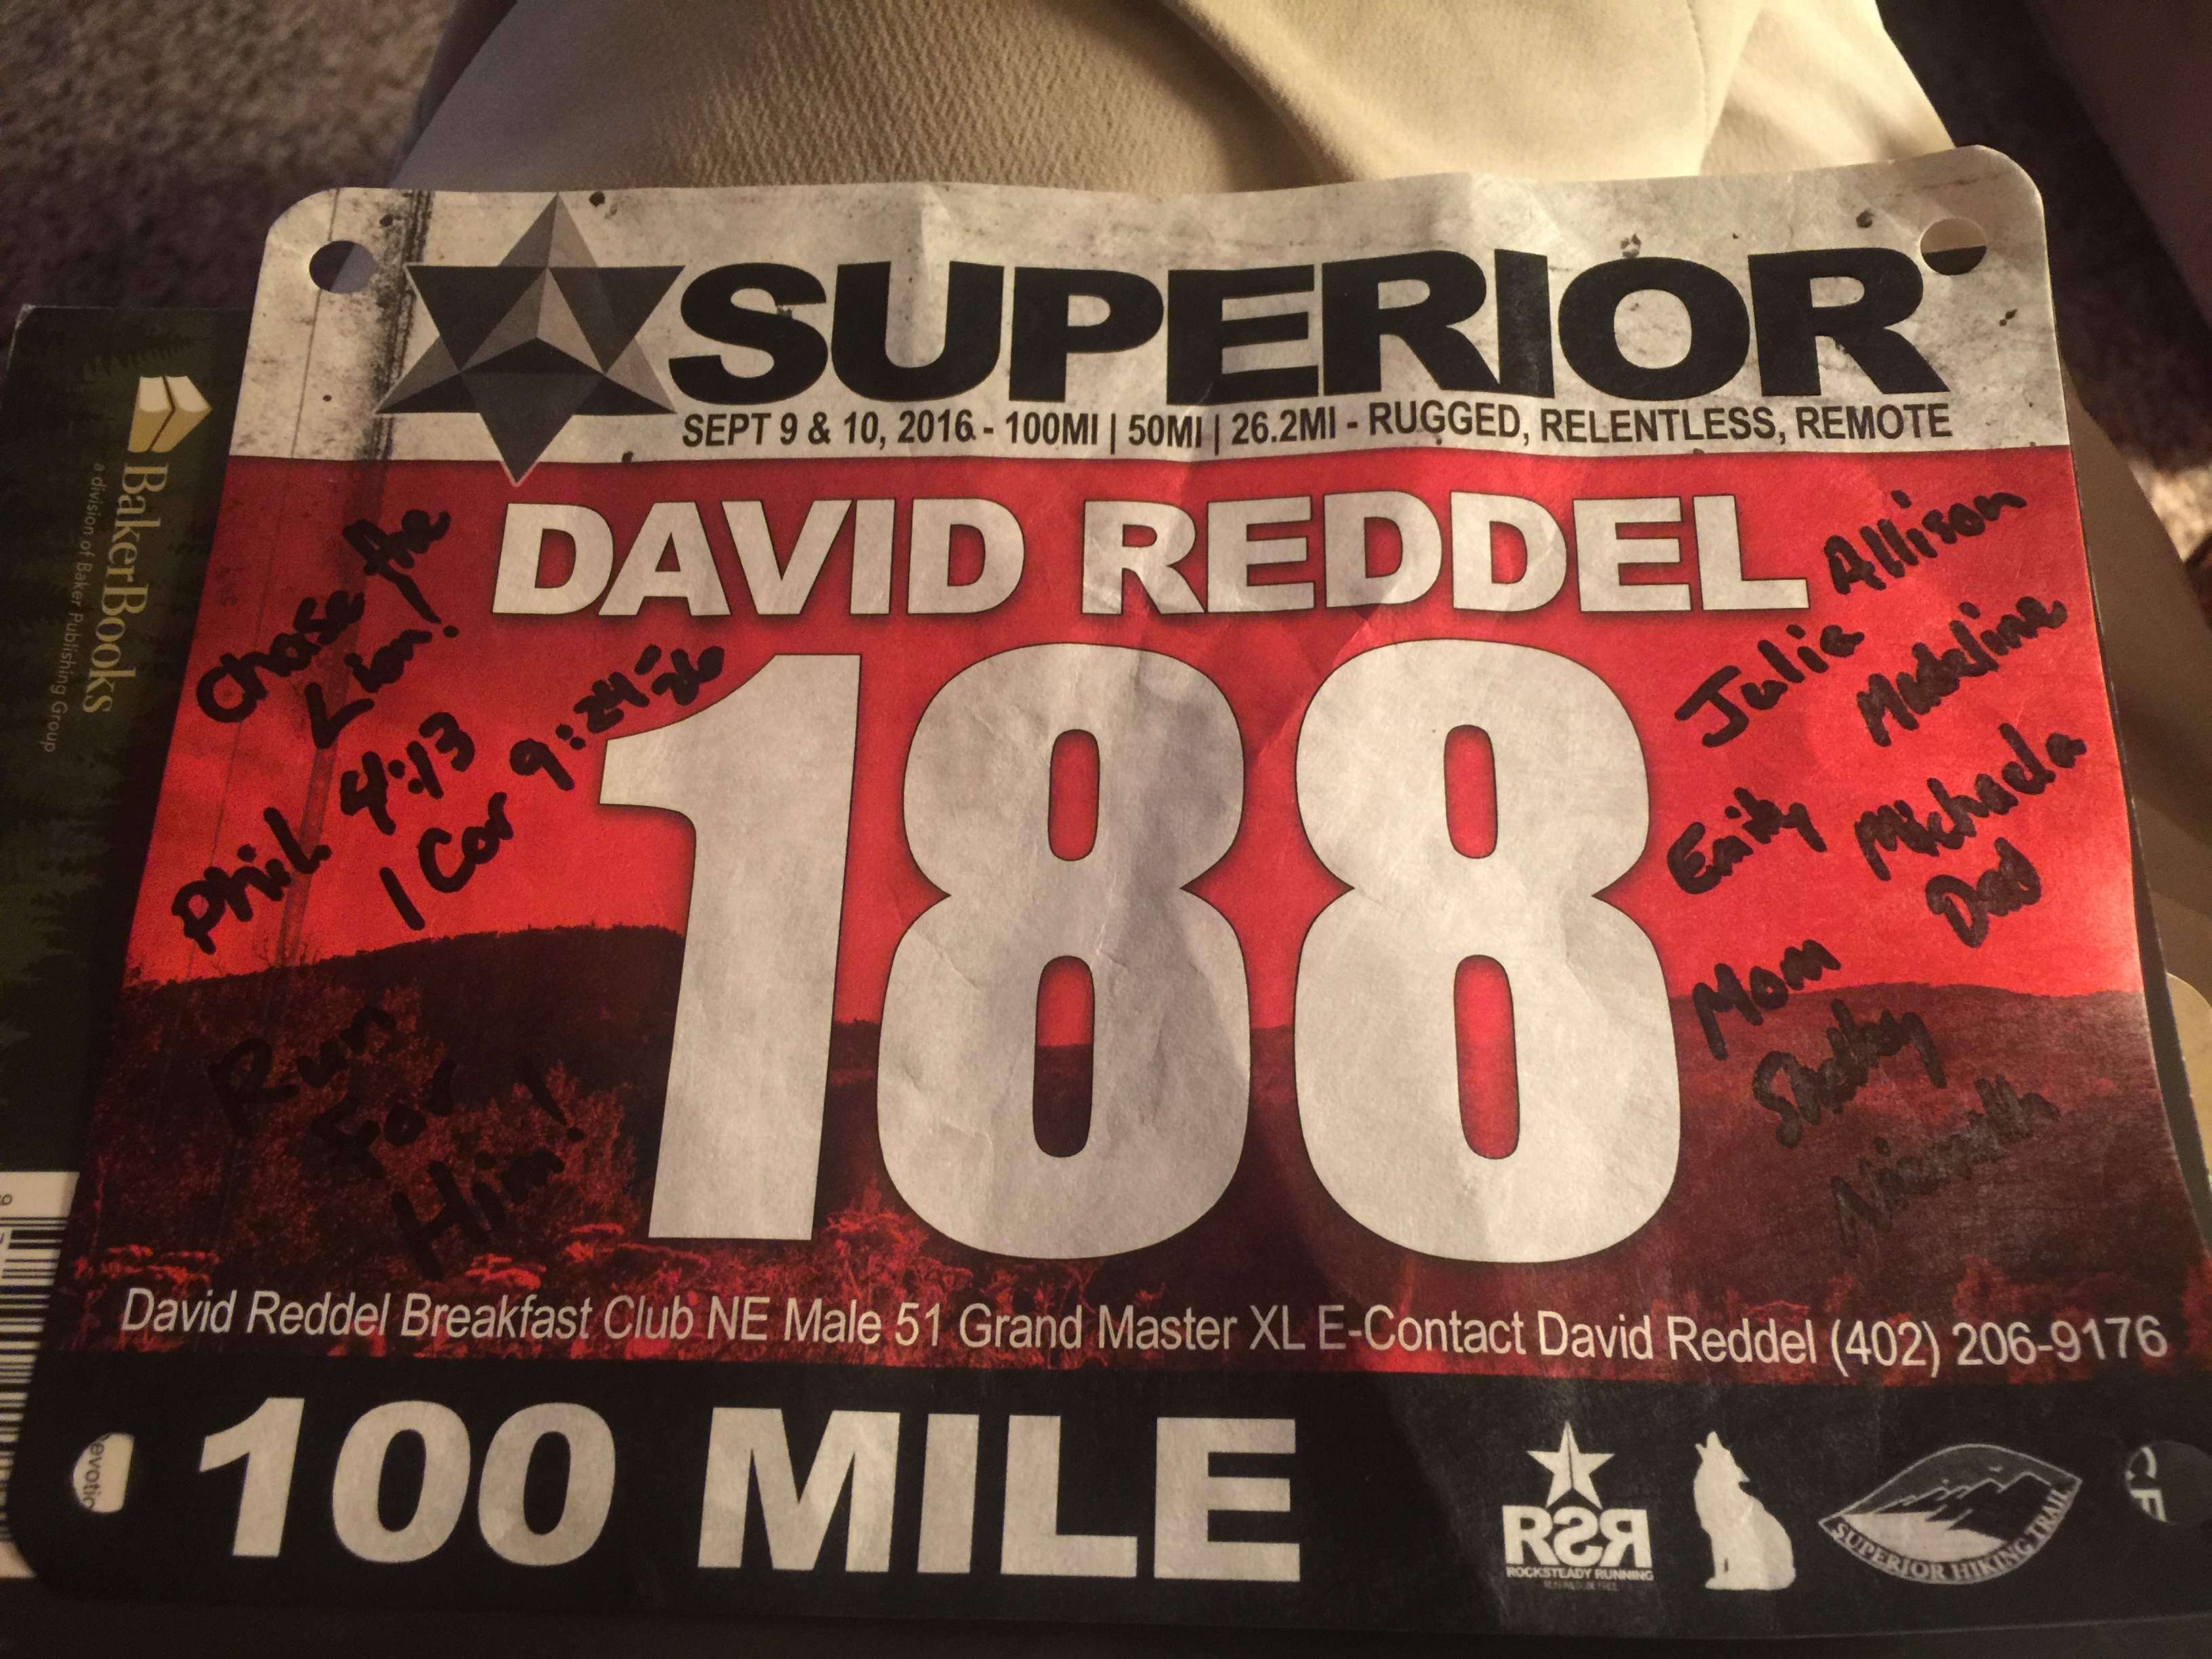 SUPERIOR
SEPT 9 & 10, 2016 - 100MI | 50MI | 26.2MI - RUGGED, RELENTLESS, REMOTE
DAVID REDDEL
188
Chase the
Lion!
Phil. 4:13
1 Cor 9:24-26
Run
For
Him!
Allison
Julia
Madeline
Emily
Michaela
Dad
Mom
Shelby
David Reddel Breakfast Club NE Male 51 Grand Master XL E-Contact David Reddel (402) 206-9176
100 MILE
RSR
ROCKSTEADY RUNNING
SUPERIOR HIKING TRAIL
BakerBooks
a division of Baker Publishing Group